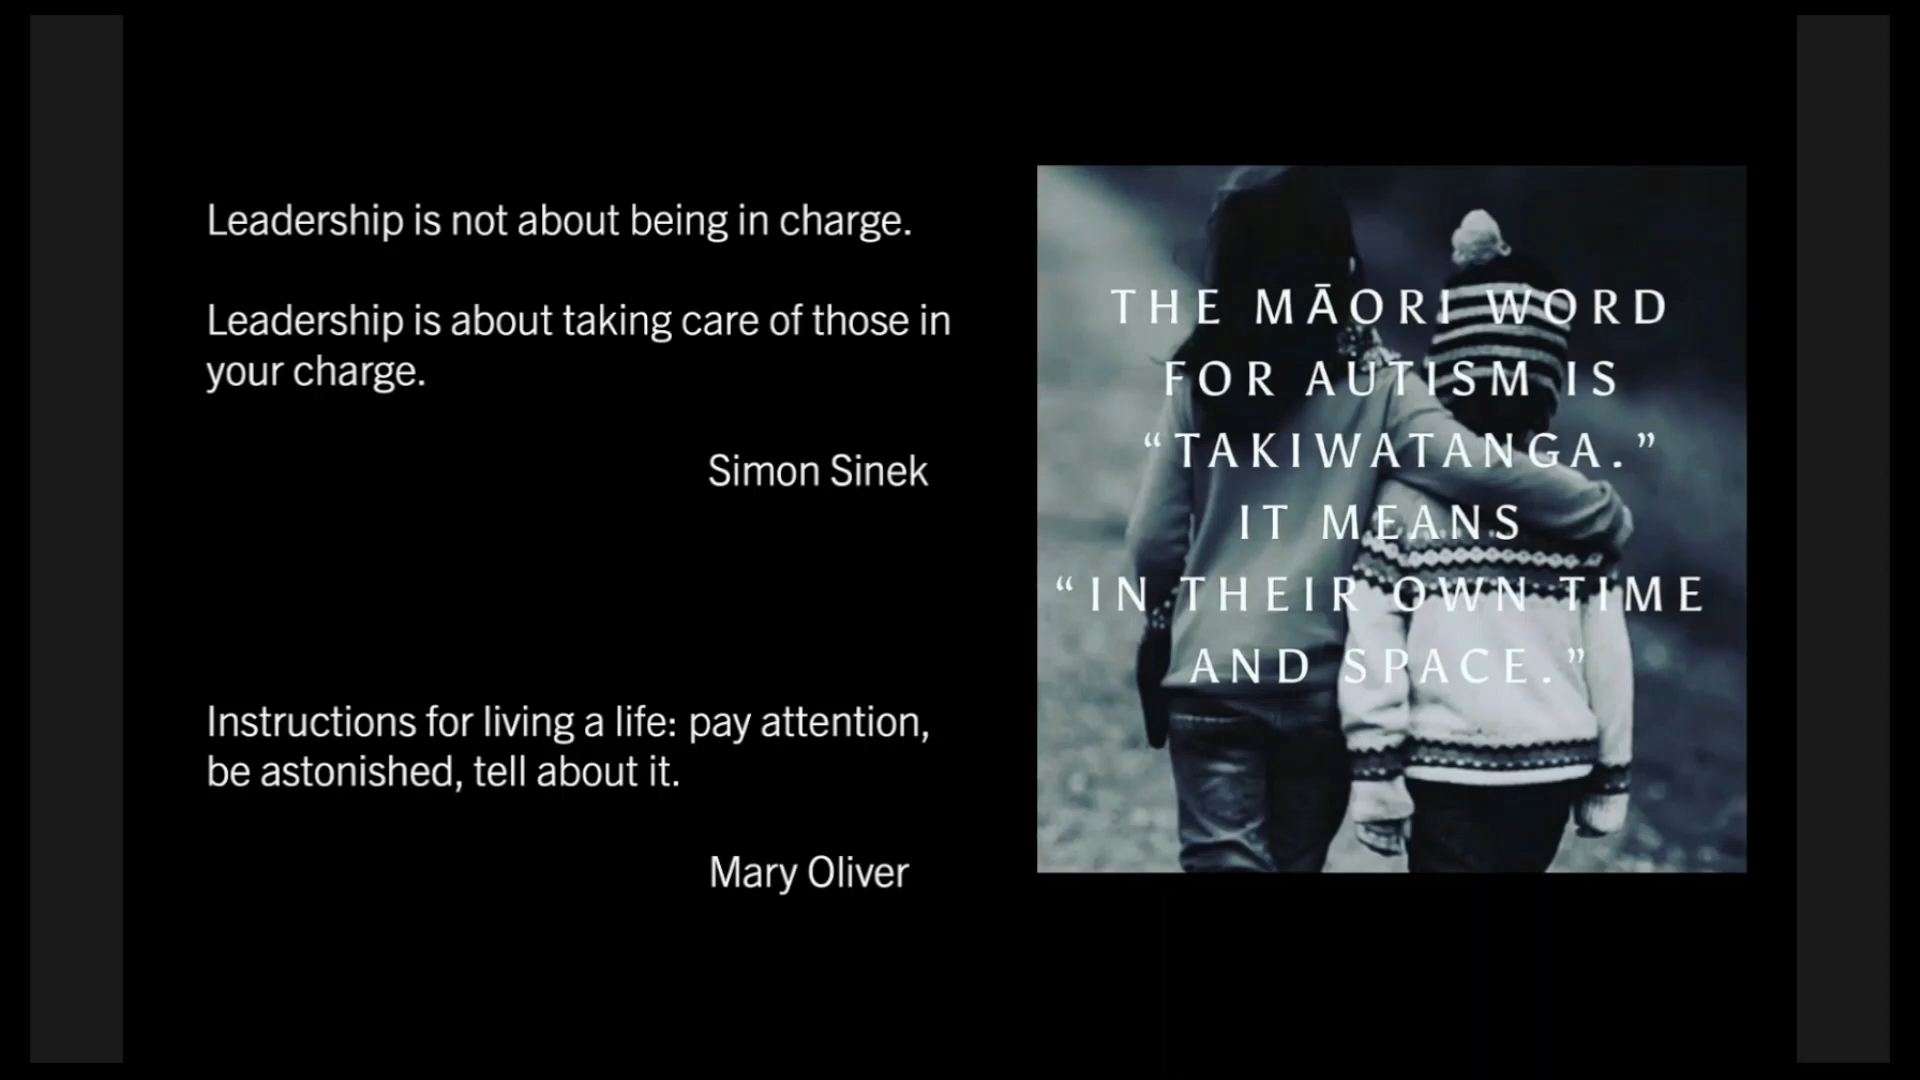 Leadership is not about being in charge.
Leadership is about taking care of those in
your charge.
Simon Sinek
Instructions for living a life: pay attention,
be astonished, tell about it.
Mary Oliver
THE MĀORI WORD
FOR AUTISM IS
“TAKIWATANGA.”
IT MEANS
“IN THEIR OWN TIME
AND SPACE.”